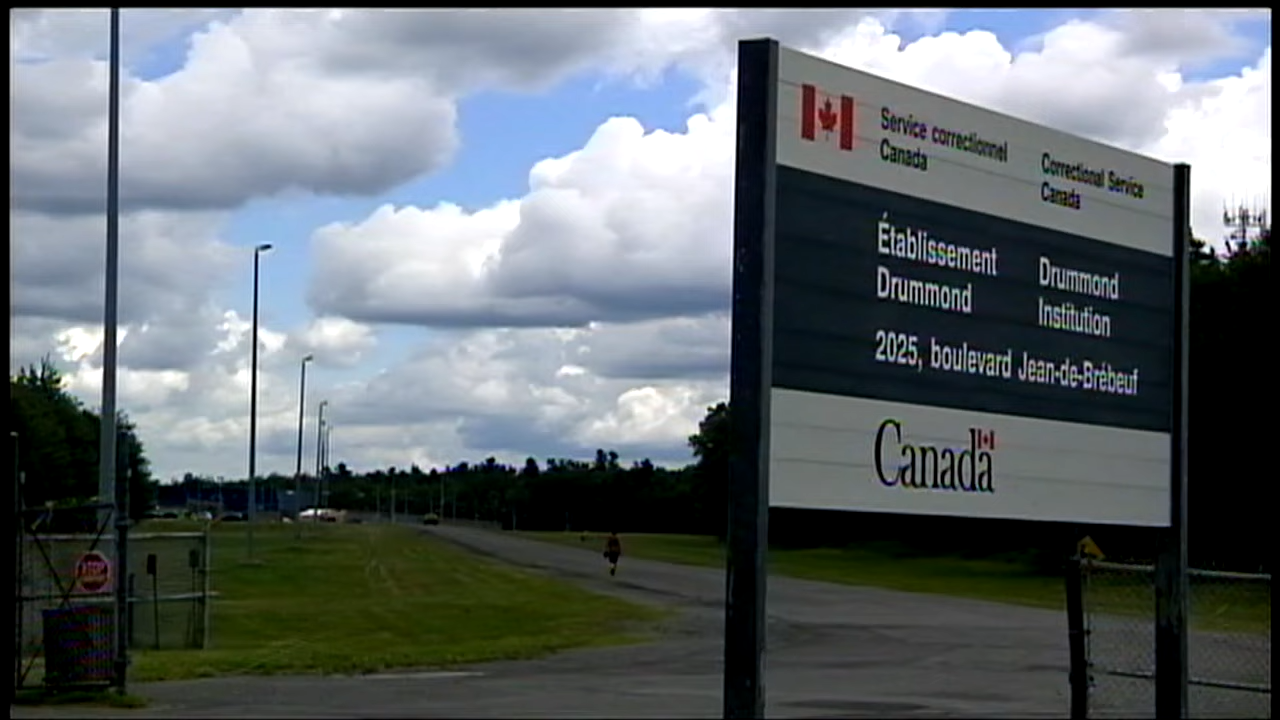 Service correctionnel
Canada
Correctional Service
Canada
Établissement
Drummond
Drummond
Institution
2025, boulevard Jean-de-Brébeuf
Canada
STOP